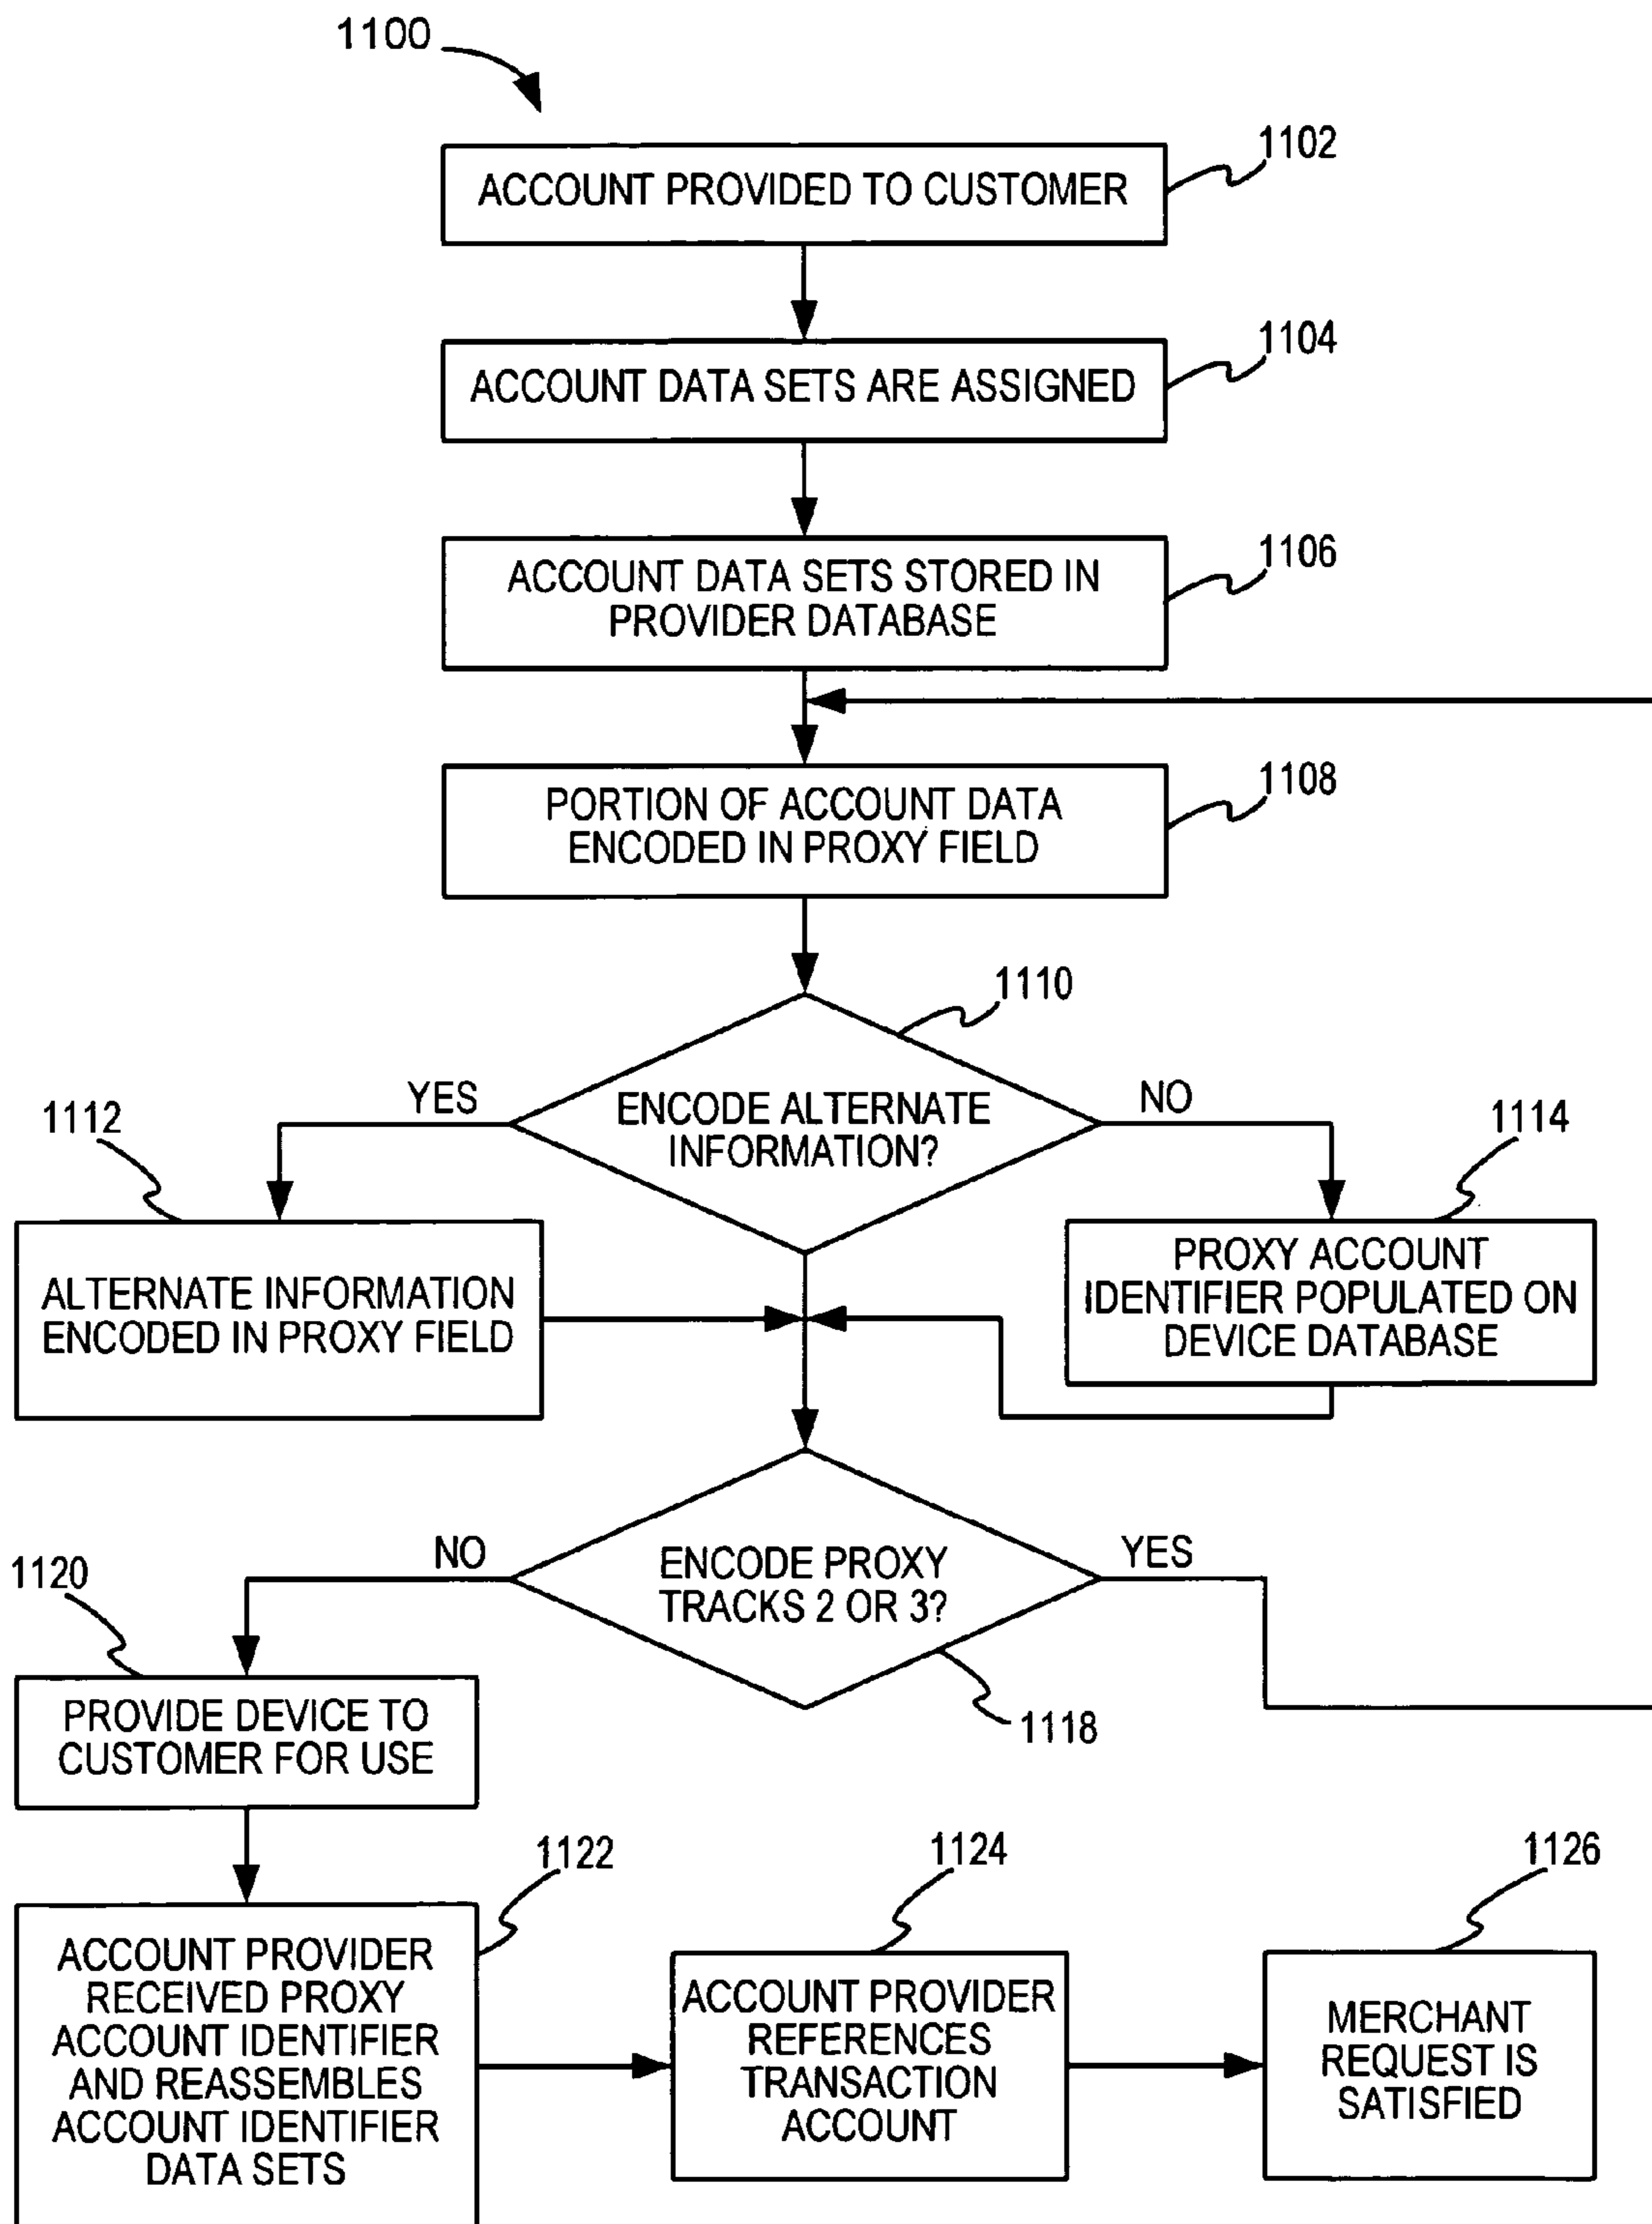 1100
1102
ACCOUNT PROVIDED TO CUSTOMER
1104
ACCOUNT DATA SETS ARE ASSIGNED
1106
ACCOUNT DATA SETS STORED IN
PROVIDER DATABASE
1108
PORTION OF ACCOUNT DATA
ENCODED IN PROXY FIELD
1110
YES
ENCODE ALTERNATE
INFORMATION?
NO
1112
1114
ALTERNATE INFORMATION
ENCODED IN PROXY FIELD
PROXY ACCOUNT
IDENTIFIER POPULATED ON
DEVICE DATABASE
NO
ENCODE PROXY
TRACKS 2 OR 3?
YES
1118
1120
PROVIDE DEVICE TO
CUSTOMER FOR USE
1122
1124
1126
ACCOUNT PROVIDER
RECEIVED PROXY
ACCOUNT IDENTIFIER
AND REASSEMBLES
ACCOUNT IDENTIFIER
DATA SETS
ACCOUNT PROVIDER
REFERENCES
TRANSACTION
ACCOUNT
MERCHANT
REQUEST IS
SATISFIED